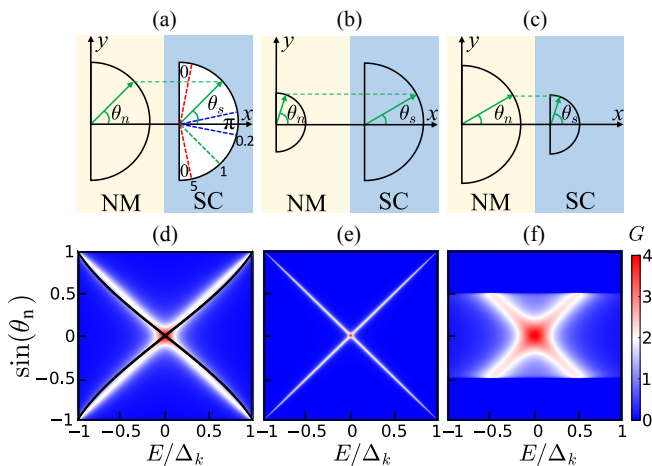 (a) (b) (c)
y y y
0 θₛ x θₛ x θₛ x
θₙ π θₙ θₙ
0.2
0 1
5
NM SC NM SC NM SC
(d) (e) (f) G
1 4
0.5 3
sin(θₙ) 0 2
−0.5 1
−1 0
−1 −0.5 0 0.5 1 −0.5 0 0.5 1 −0.5 0 0.5 1
E/Δₖ E/Δₖ E/Δₖ